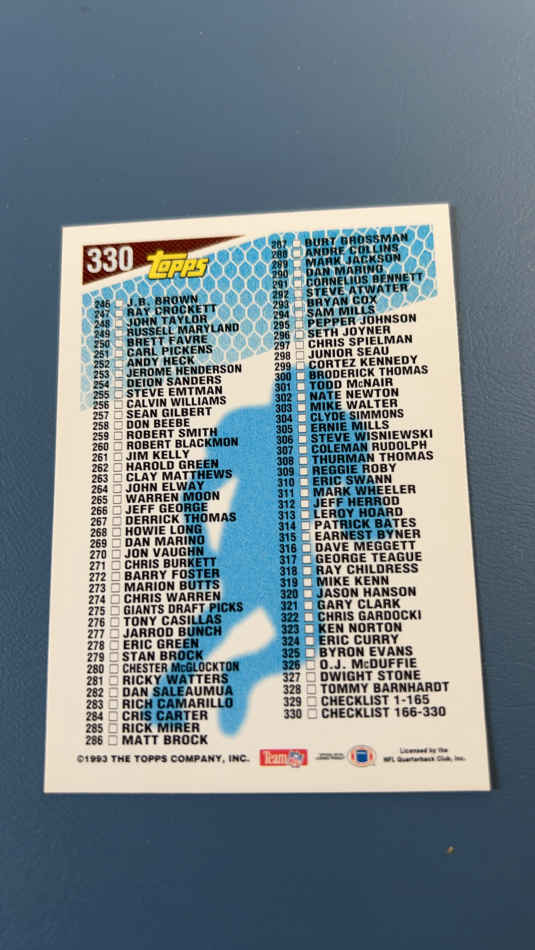 330 TOPPS
246 J.B. BROWN
247 RAY CROCKETT
248 JOHN TAYLOR
249 RUSSELL MARYLAND
250 BRETT FAVRE
251 CARL PICKENS
252 ANDY HECK
253 JEROME HENDERSON
254 DEION SANDERS
255 STEVE EMTMAN
256 CALVIN WILLIAMS
257 SEAN GILBERT
258 DON BEEBE
259 ROBERT SMITH
260 ROBERT BLACKMON
261 JIM KELLY
262 HAROLD GREEN
263 CLAY MATTHEWS
264 JOHN ELWAY
265 WARREN MOON
266 JEFF GEORGE
267 DERRICK THOMAS
268 HOWIE LONG
269 DAN MARINO
270 JON VAUGHN
271 CHRIS BURKETT
272 BARRY FOSTER
273 MARION BUTTS
274 CHRIS WARREN
275 GIANTS DRAFT PICKS
276 TONY CASILLAS
277 JARROD BUNCH
278 ERIC GREEN
279 STAN BROCK
280 CHESTER McGLOCKTON
281 RICKY WATTERS
282 DAN SALEAUMUA
283 RICH CAMARILLO
284 CRIS CARTER
285 RICK MIRER
286 MATT BROCK
287 BURT GROSSMAN
288 ANDRE COLLINS
289 MARK JACKSON
290 DAN MARINO
291 CORNELIUS BENNETT
292 STEVE ATWATER
293 BRYAN COX
294 SAM MILLS
295 PEPPER JOHNSON
296 SETH JOYNER
297 CHRIS SPIELMAN
298 JUNIOR SEAU
299 CORTEZ KENNEDY
300 BRODERICK THOMAS
301 TODD McNAIR
302 NATE NEWTON
303 MIKE WALTER
304 CLYDE SIMMONS
305 ERNIE MILLS
306 STEVE WISNIEWSKI
307 COLEMAN RUDOLPH
308 THURMAN THOMAS
309 REGGIE ROBY
310 ERIC SWANN
311 MARK WHEELER
312 JEFF HERROD
313 LEROY HOARD
314 PATRICK BATES
315 EARNEST BYNER
316 DAVE MEGGETT
317 GEORGE TEAGUE
318 RAY CHILDRESS
319 MIKE KENN
320 JASON HANSON
321 GARY CLARK
322 CHRIS GARDOCKI
323 KEN NORTON
324 ERIC CURRY
325 BYRON EVANS
326 O.J. McDUFFIE
327 DWIGHT STONE
328 TOMMY BARNHARDT
329 CHECKLIST 1-165
330 CHECKLIST 166-330
©1993 THE TOPPS COMPANY, INC.
Team NFL
Licensed by the
NFL Quarterback Club, Inc.